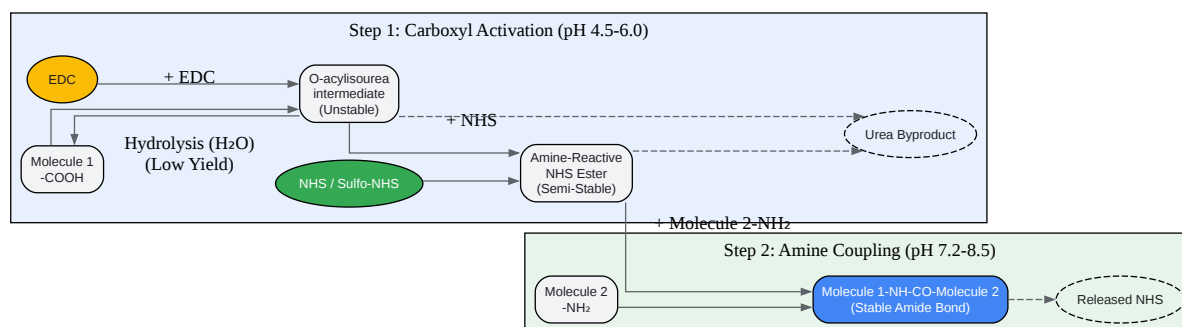 Step 1: Carboxyl Activation (pH 4.5-6.0)
EDC
+ EDC
O-acylisourea
intermediate
(Unstable)
+ NHS
Urea Byproduct
Hydrolysis (H₂O)
(Low Yield)
Molecule 1
-COOH
Amine-Reactive
NHS Ester
(Semi-Stable)
NHS / Sulfo-NHS
+ Molecule 2-NH₂
Step 2: Amine Coupling (pH 7.2-8.5)
Molecule 2
-NH₂
Molecule 1-NH-CO-Molecule 2
(Stable Amide Bond)
Released NHS